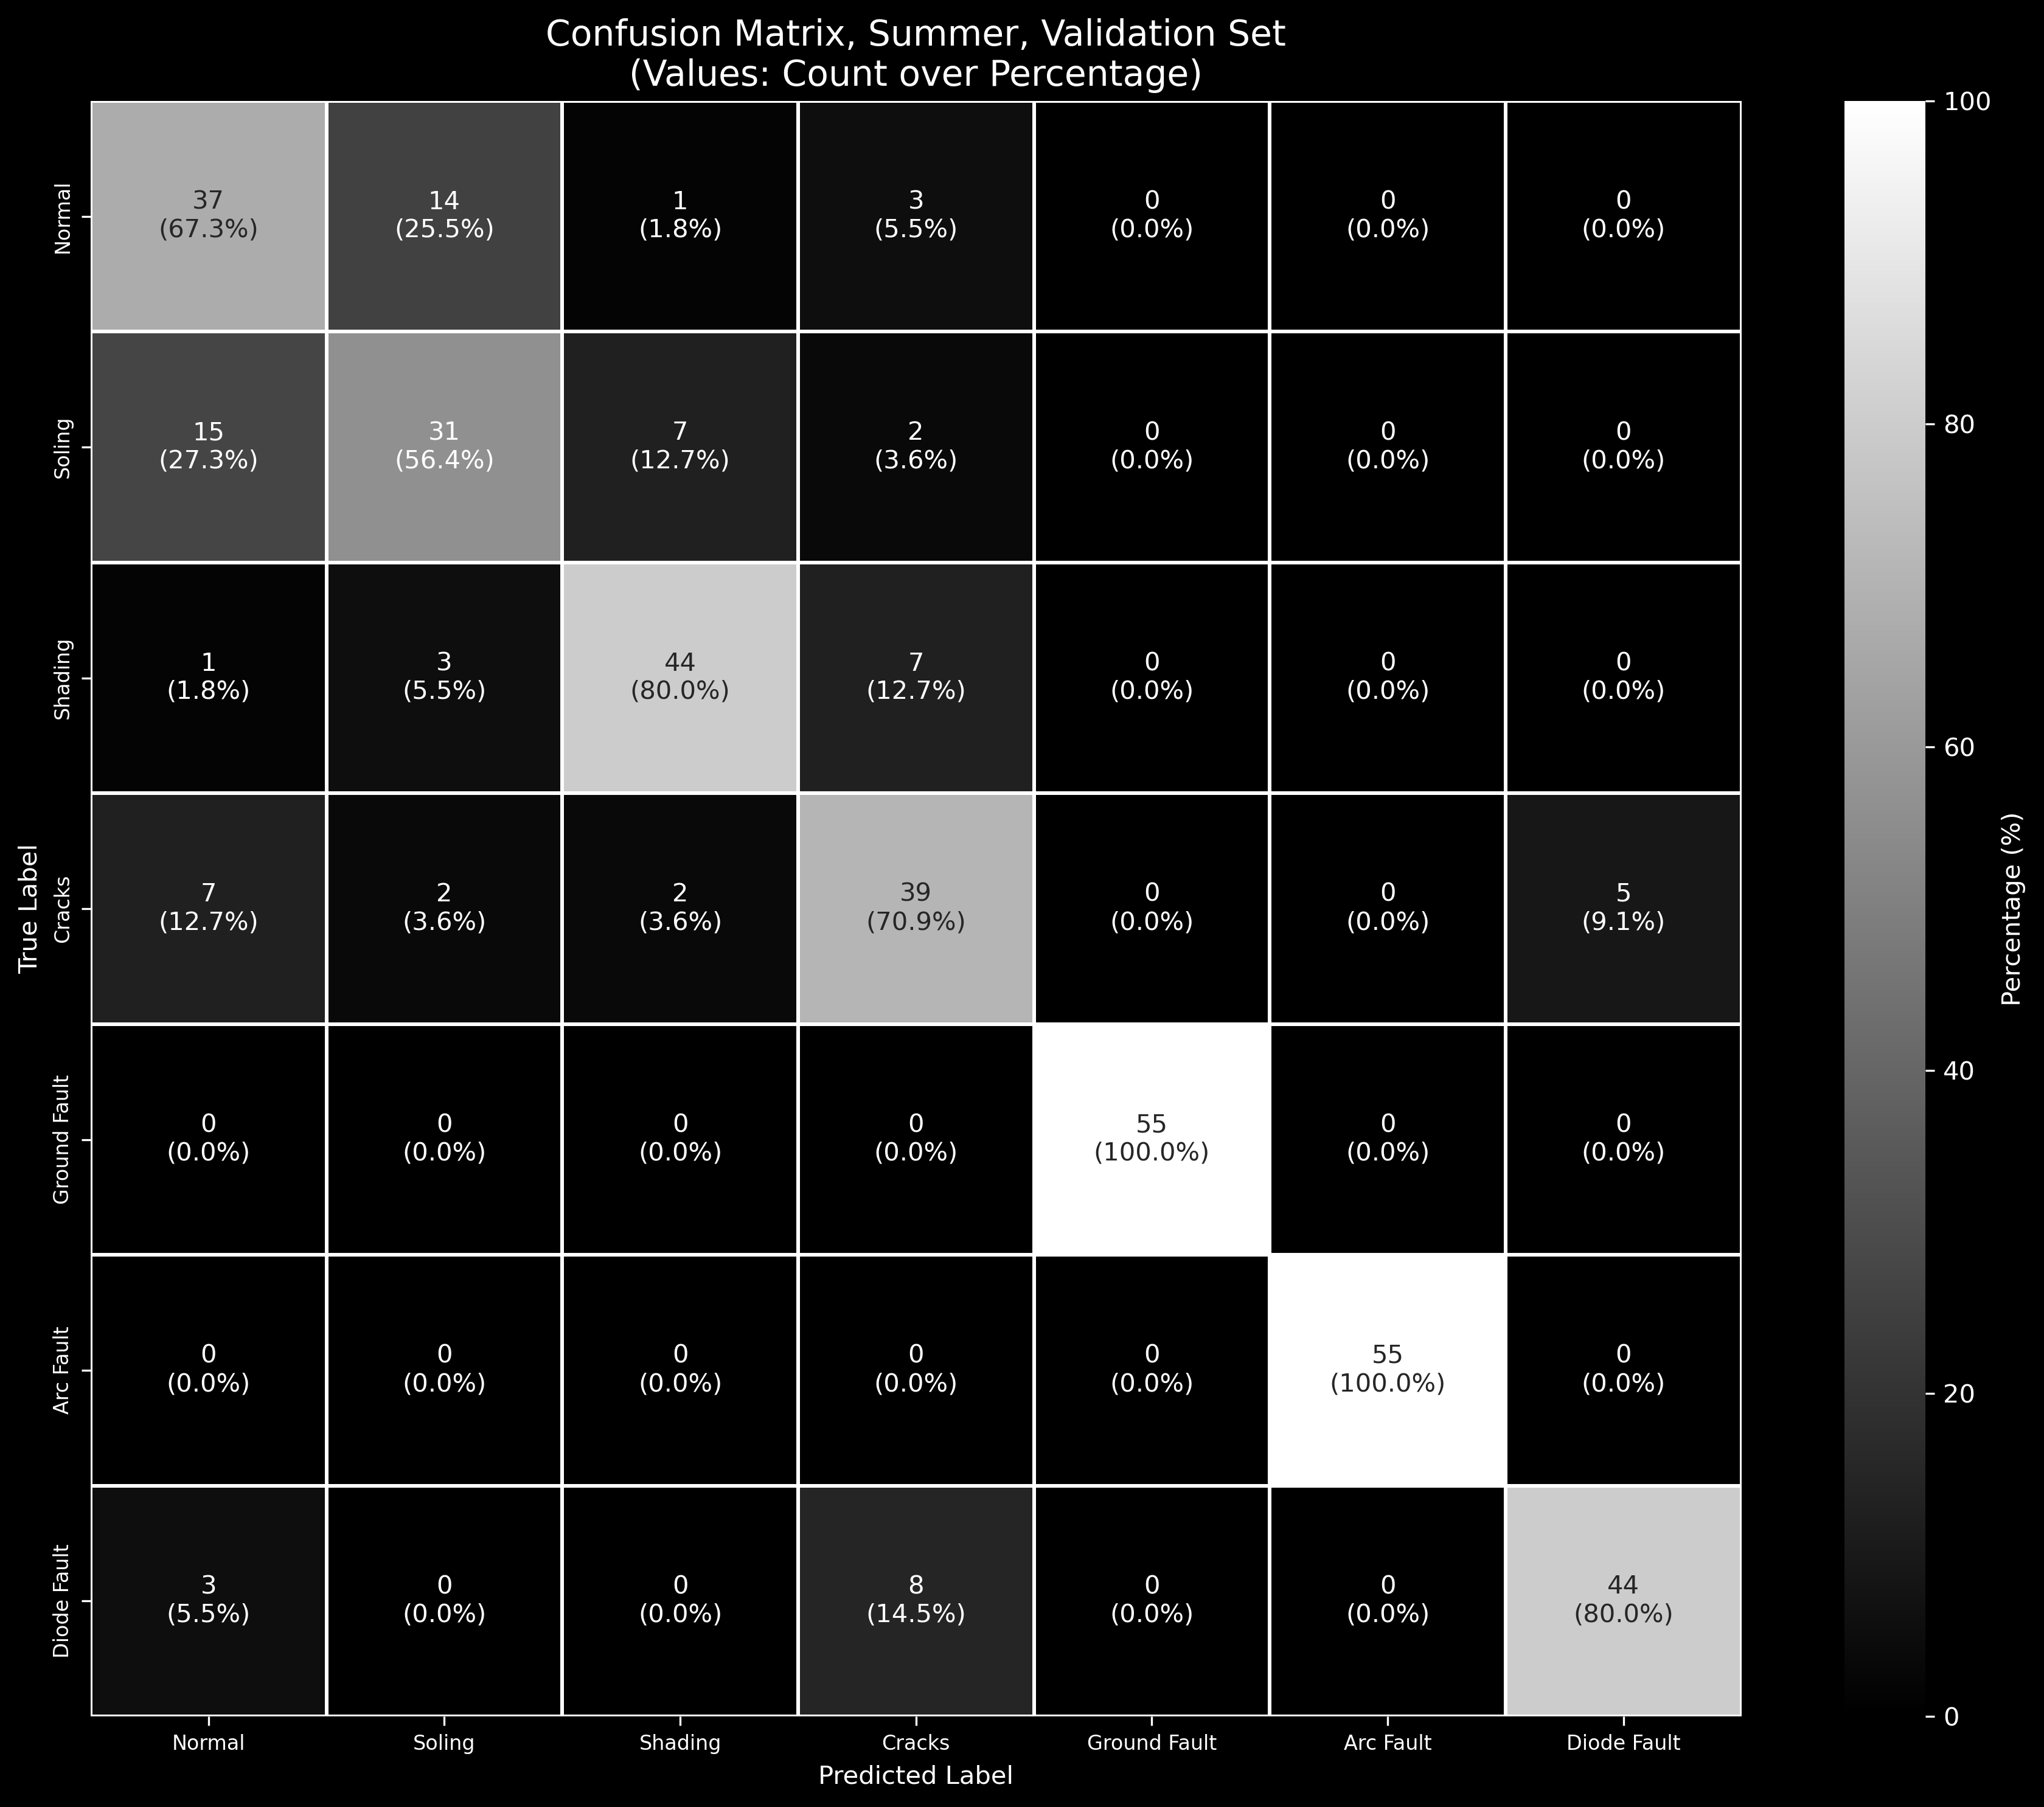 Confusion Matrix, Summer, Validation Set
(Values: Count over Percentage)
True Label
Normal
37 14 1 3 0 0 0
(67.3%) (25.5%) (1.8%) (5.5%) (0.0%) (0.0%) (0.0%)
Soling
15 31 7 2 0 0 0
(27.3%) (56.4%) (12.7%) (3.6%) (0.0%) (0.0%) (0.0%)
Shading
1 3 44 7 0 0 0
(1.8%) (5.5%) (80.0%) (12.7%) (0.0%) (0.0%) (0.0%)
Cracks
7 2 2 39 0 0 5
(12.7%) (3.6%) (3.6%) (70.9%) (0.0%) (0.0%) (9.1%)
Ground Fault
0 0 0 0 55 0 0
(0.0%) (0.0%) (0.0%) (0.0%) (100.0%) (0.0%) (0.0%)
Arc Fault
0 0 0 0 0 55 0
(0.0%) (0.0%) (0.0%) (0.0%) (0.0%) (100.0%) (0.0%)
Diode Fault
3 0 0 8 0 0 44
(5.5%) (0.0%) (0.0%) (14.5%) (0.0%) (0.0%) (80.0%)
Normal Soling Shading Cracks Ground Fault Arc Fault Diode Fault
Predicted Label
100
80
60
40
20
0
Percentage (%)